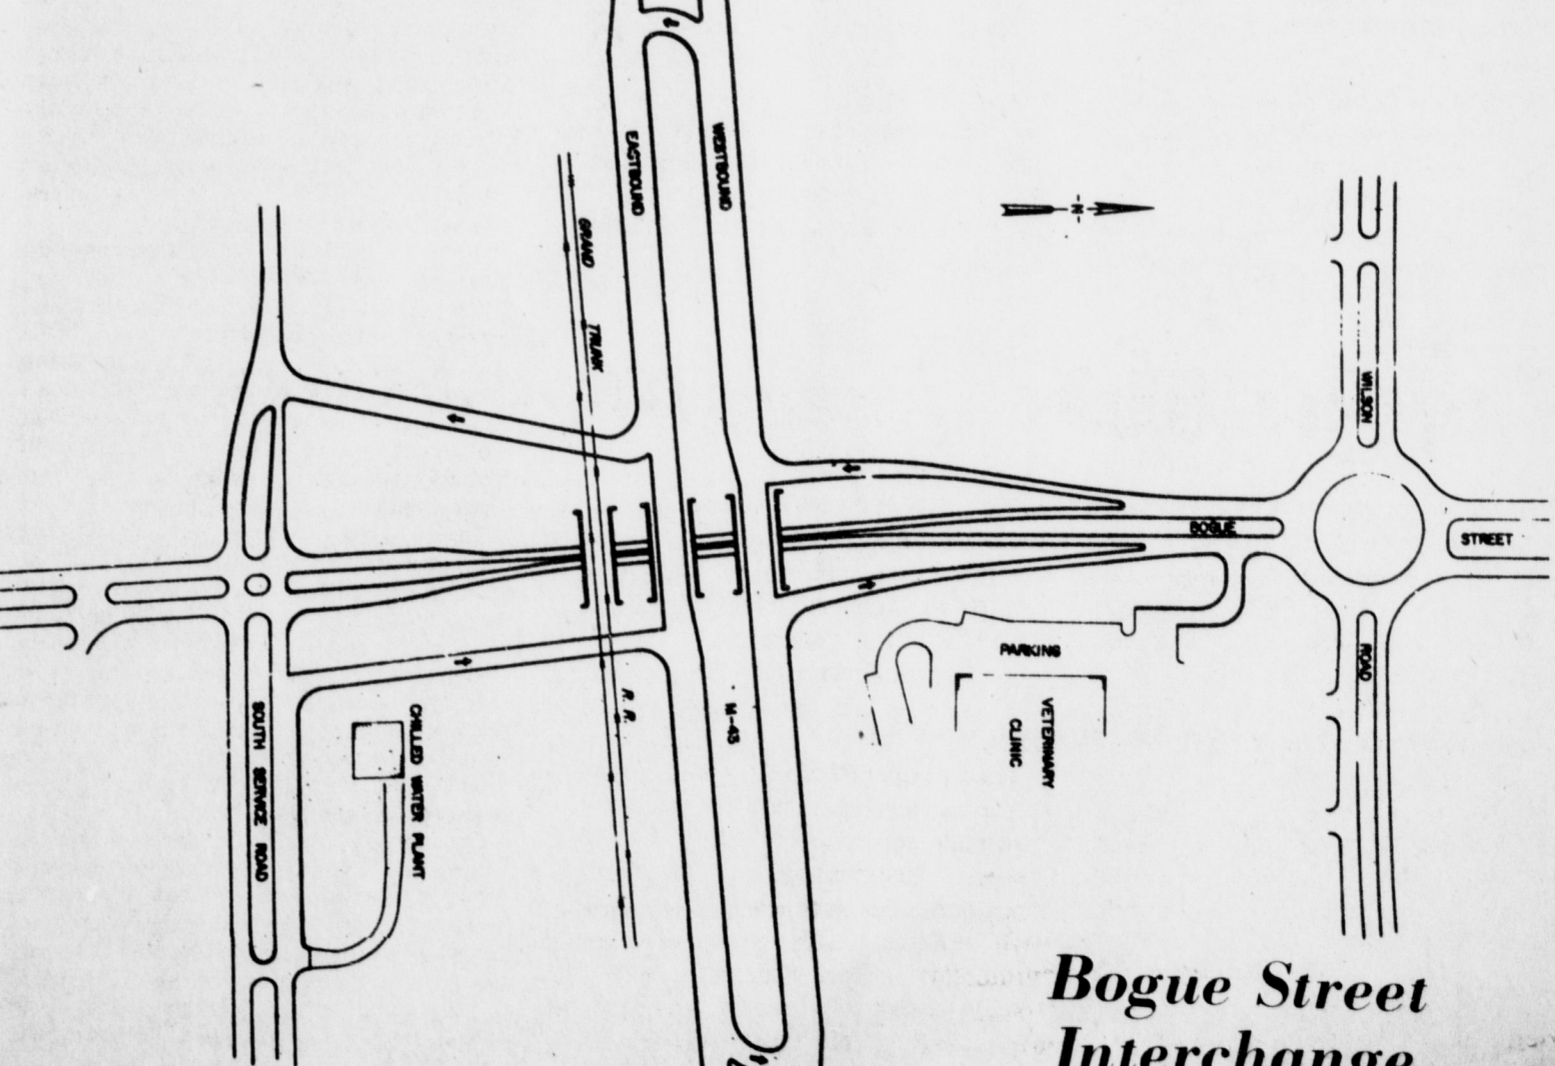 EASTBOUND
WESTBOUND
GRAND
TRUNK
-N-
WILSON
BOGUE
STREET
PARKING
ROAD
R. R.
M-43
VETERINARY
CLINIC
SOUTH SERVICE ROAD
CHILLED WATER PLANT
Bogue Street
Interchange